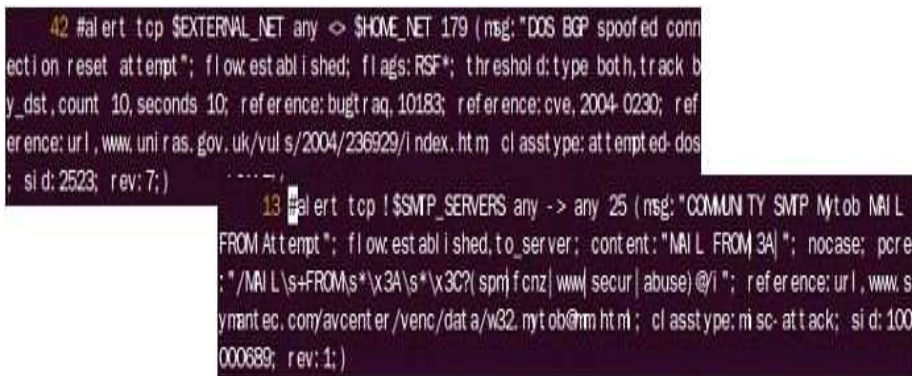 42 #alert tcp $EXTERNAL_NET any <> $HOME_NET 179 (msg:"DOS BGP spoofed conn
ection reset attempt"; flow:established; flags:RSF*; threshold:type both,track b
y_dst,count 10,seconds 10; reference:bugtraq,10183; reference:cve,2004-0230; ref
erence:url,www.uniras.gov.uk/vuls/2004/236929/index.htm; classtype:attempted-dos
; sid:2523; rev:7;)
13 #alert tcp !$SMTP_SERVERS any -> any 25 (msg:"COMMUNITY SMTP Mytob MAIL
FROM Attempt"; flow:established,to_server; content:"MAIL FROM|3A|"; nocase; pcre
:"/MAIL\s+FROM\s*\x3A\s*\x3C?(spm|fcnz|www|secur|abuse)@/i"; reference:url,www.s
ymantec.com/avcenter/venc/data/w32.mytob@mm.html; classtype:misc-attack; sid:100
000689; rev:1;)